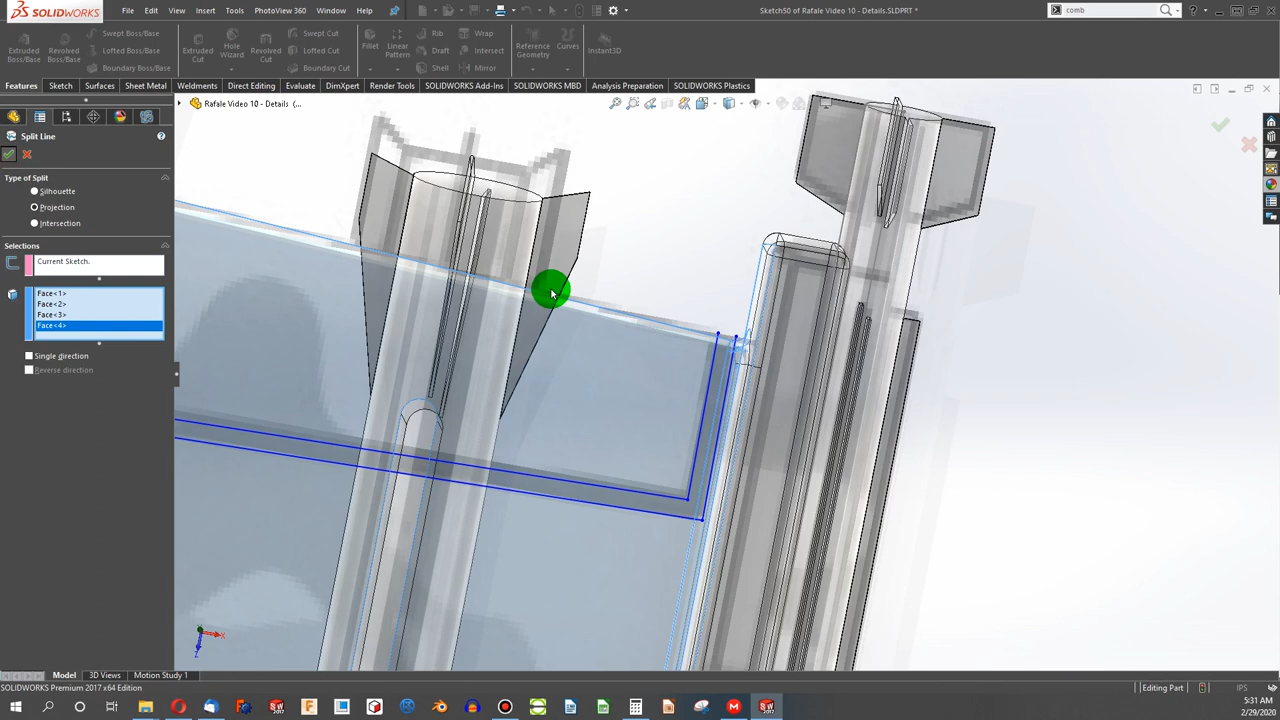 SOLIDWORKS
File Edit View Insert Tools PhotoView 360 Window Help
Sketch50 of Rafale Video 10 - Details.SLDPRT *
comb
Extruded Boss/Base
Revolved Boss/Base
Swept Boss/Base
Lofted Boss/Base
Boundary Boss/Base
Extruded Cut
Hole Wizard
Revolved Cut
Swept Cut
Lofted Cut
Boundary Cut
Fillet
Linear Pattern
Rib
Draft
Shell
Wrap
Intersect
Mirror
Reference Geometry
Curves
Instant3D
Features Sketch Surfaces Sheet Metal Weldments Direct Editing Evaluate DimXpert Render Tools SOLIDWORKS Add-Ins SOLIDWORKS MBD Analysis Preparation SOLIDWORKS Plastics
Rafale Video 10 - Details (...
Split Line
Type of Split
Silhouette
Projection
Intersection
Selections
Current Sketch.
Face<1>
Face<2>
Face<3>
Face<4>
Single direction
Reverse direction
Model 3D Views Motion Study 1
SOLIDWORKS Premium 2017 x64 Edition
Editing Part
IPS
5:31 AM
2/29/2020